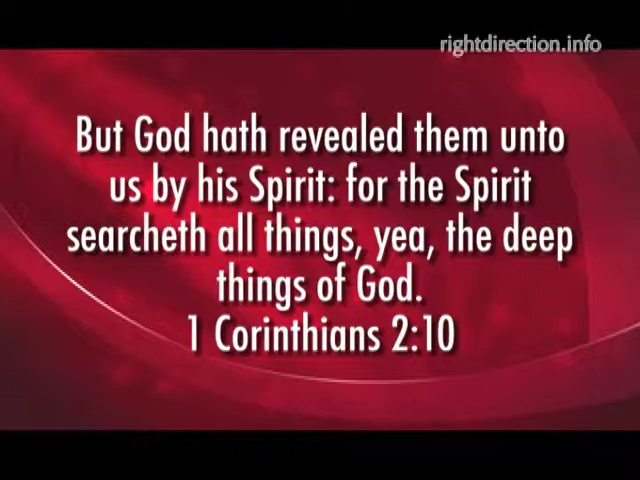 rightdirection.info
But God hath revealed them unto
us by his Spirit: for the Spirit
searcheth all things, yea, the deep
things of God.
1 Corinthians 2:10